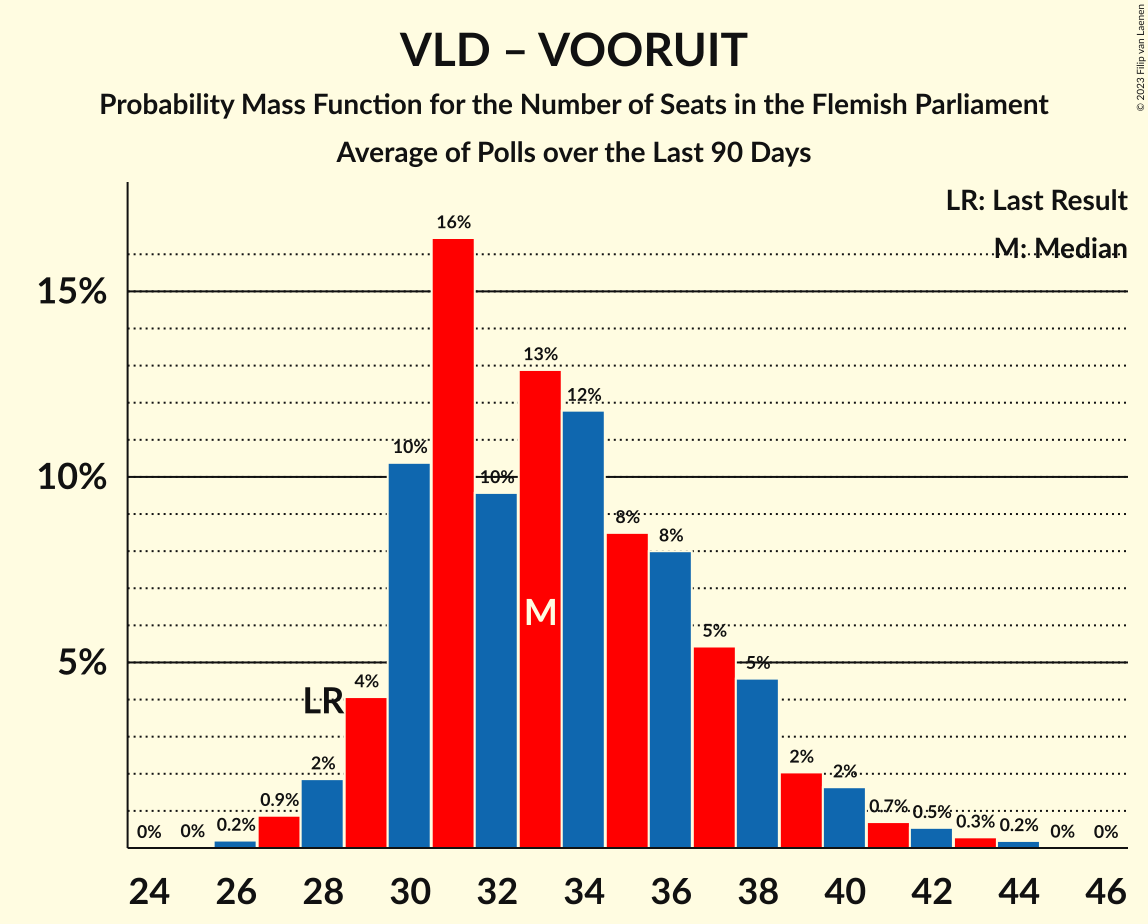 VLD – VOORUIT
Probability Mass Function for the Number of Seats in the Flemish Parliament
Average of Polls over the Last 90 Days
© 2023 Filip van Laenen
LR: Last Result
M: Median
15%
10%
5%
0%
0%
0.2%
0.9%
2%
4%
10%
16%
10%
13%
12%
8%
8%
5%
5%
2%
2%
0.7%
0.5%
0.3%
0.2%
0%
0%
LR
M
24 26 28 30 32 34 36 38 40 42 44 46